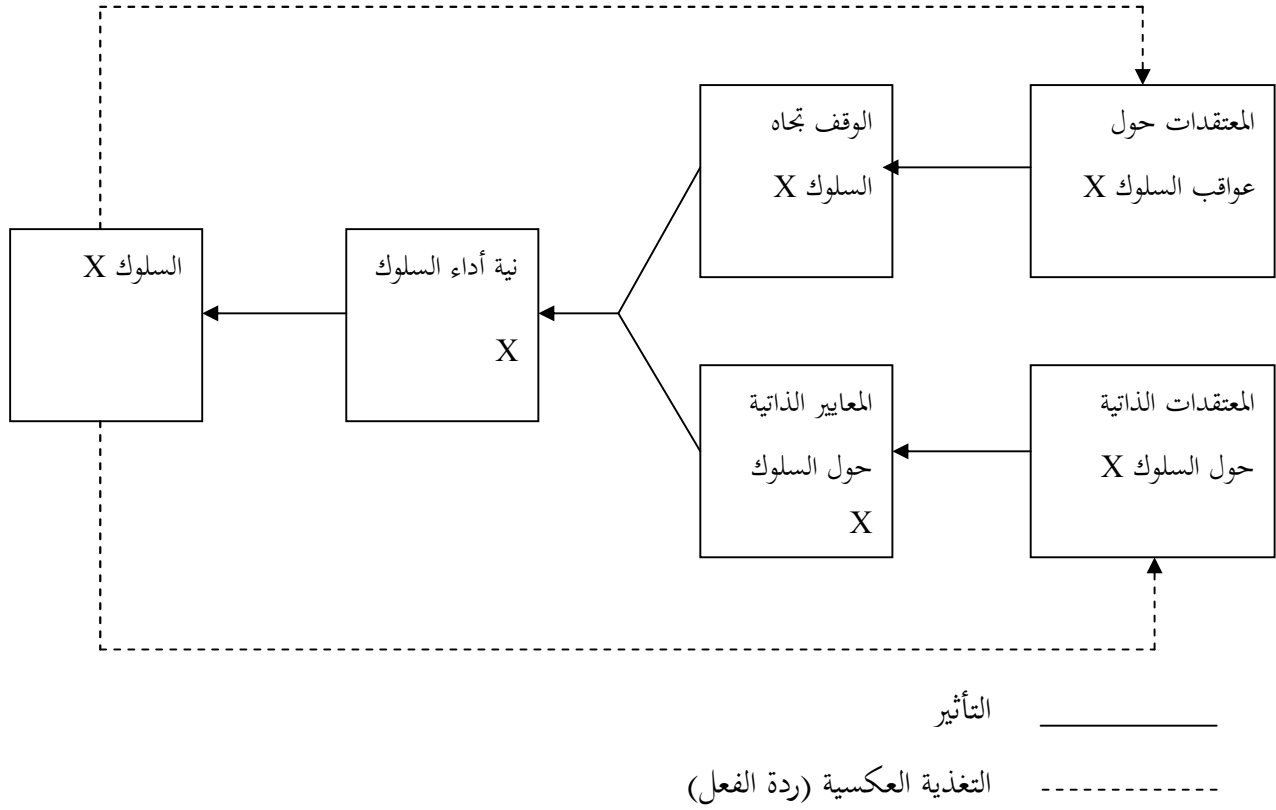 المعتقدات حول
عواقب السلوك X
الوقف تجاه
السلوك X
نية أداء السلوك
X
السلوك X
المعتقدات الذاتية
حول السلوك X
المعايير الذاتية
حول السلوك
X
التأثير
التغذية العكسية (ردة الفعل)